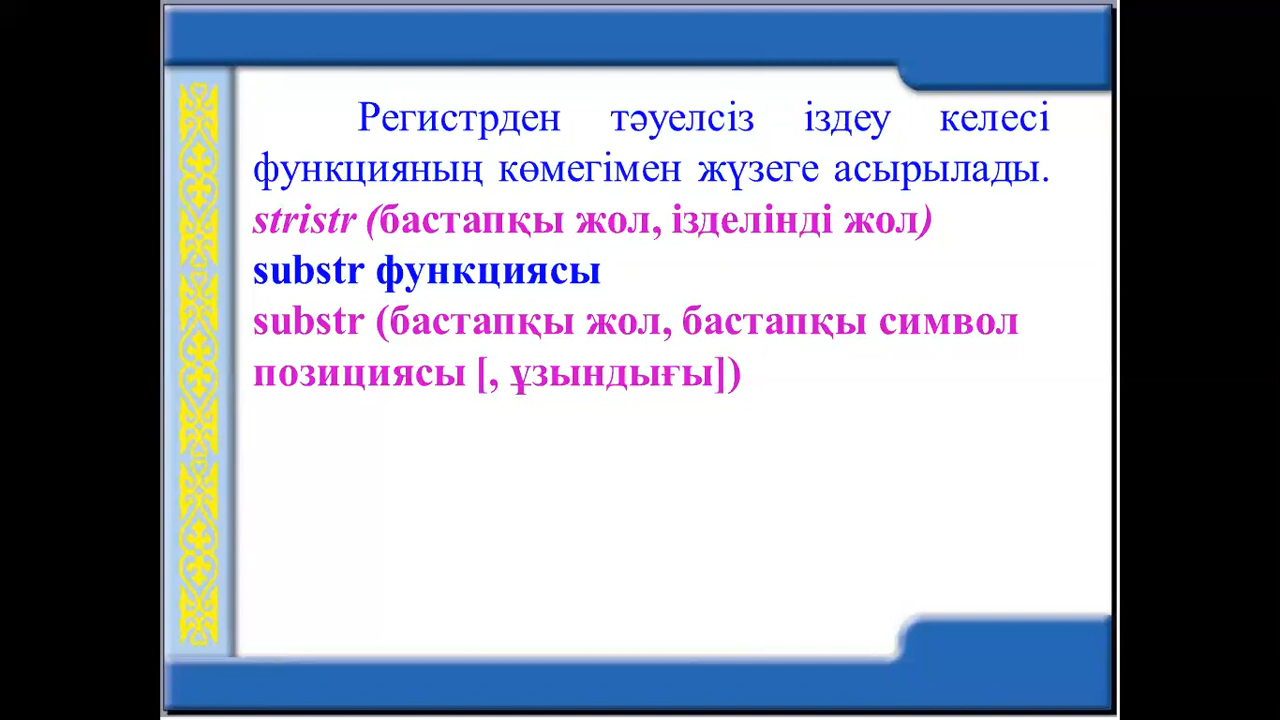 Регистрден тәуелсіз іздеу келесі
функцияның көмегімен жүзеге асырылады.
stristr (бастапқы жол, ізделінді жол)
substr функциясы
substr (бастапқы жол, бастапқы символ
позициясы [, ұзындығы])